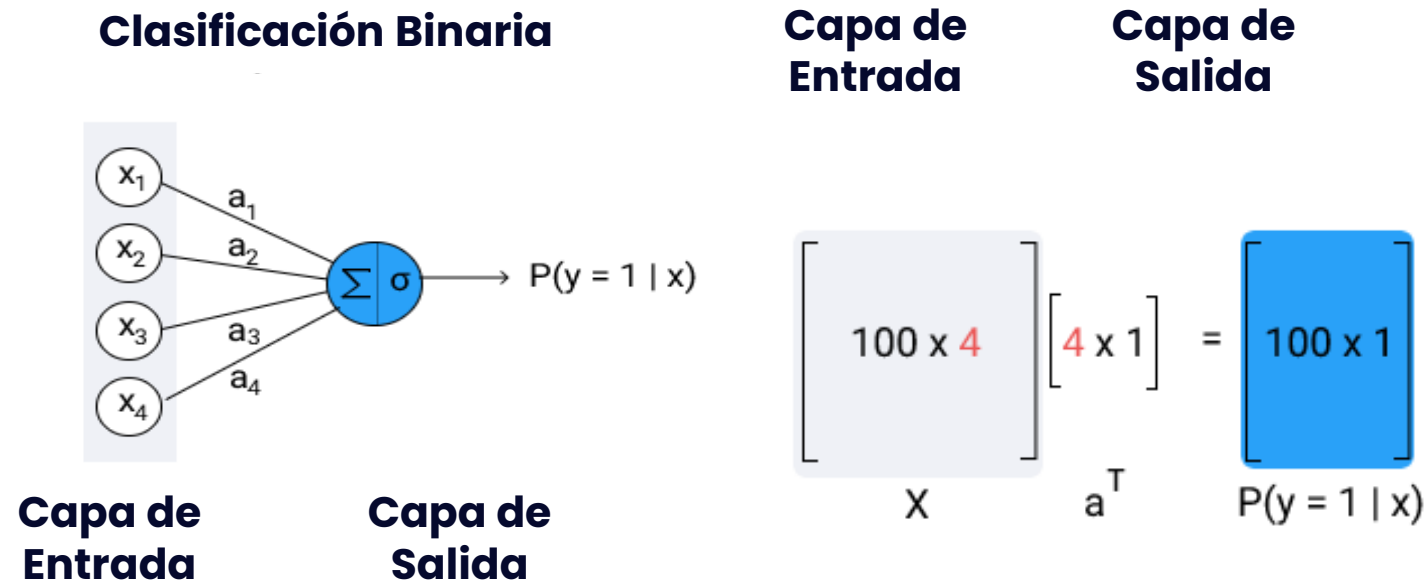 Clasificación Binaria
x₁
x₂
x₃
x₄
a₁
a₂
a₃
a₄
Σ σ
P(y = 1 | x)
Capa de
Entrada
Capa de
Salida
Capa de
Entrada
Capa de
Salida
100 x 4
4 x 1
=
100 x 1
X
aᵀ
P(y = 1 | x)